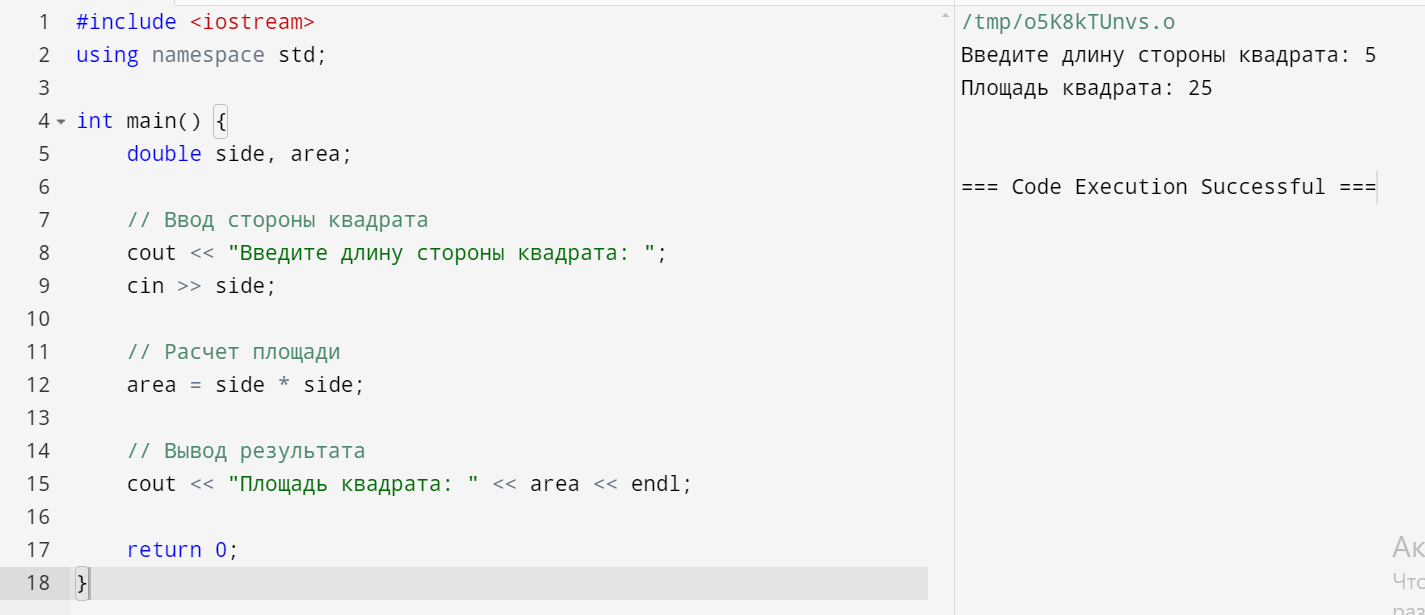 1 #include <iostream>
2 using namespace std;
3
4 int main() {
5     double side, area;
6
7     // Ввод стороны квадрата
8     cout << "Введите длину стороны квадрата: ";
9     cin >> side;
10
11     // Расчет площади
12     area = side * side;
13
14     // Вывод результата
15     cout << "Площадь квадрата: " << area << endl;
16
17     return 0;
18 }
/tmp/o5K8kTUnvs.o
Введите длину стороны квадрата: 5
Площадь квадрата: 25
=== Code Execution Successful ===